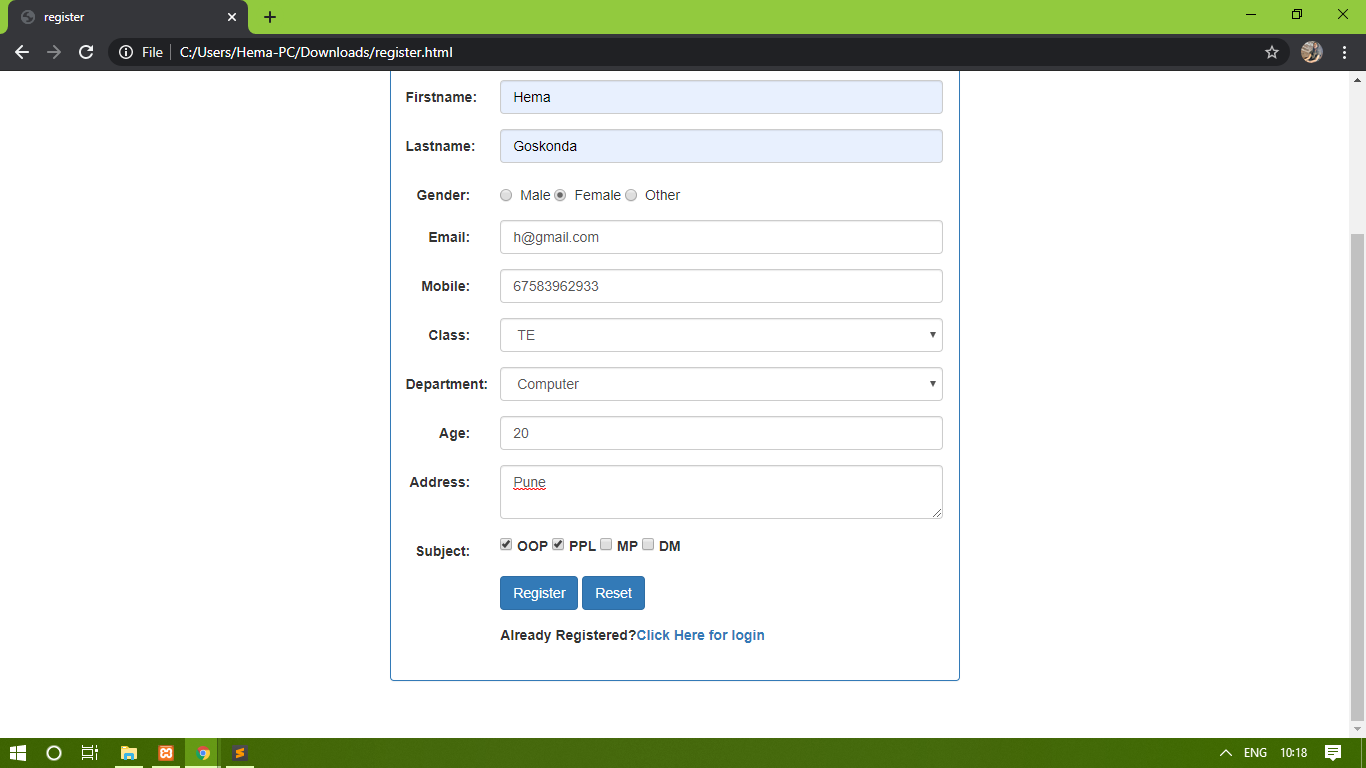 register
File C:/Users/Hema-PC/Downloads/register.html
Firstname: Hema
Lastname: Goskonda
Gender: Male Female Other
Email: h@gmail.com
Mobile: 67583962933
Class: TE
Department: Computer
Age: 20
Address: Pune
Subject: OOP PPL MP DM
Register Reset
Already Registered?Click Here for login
ENG 10:18